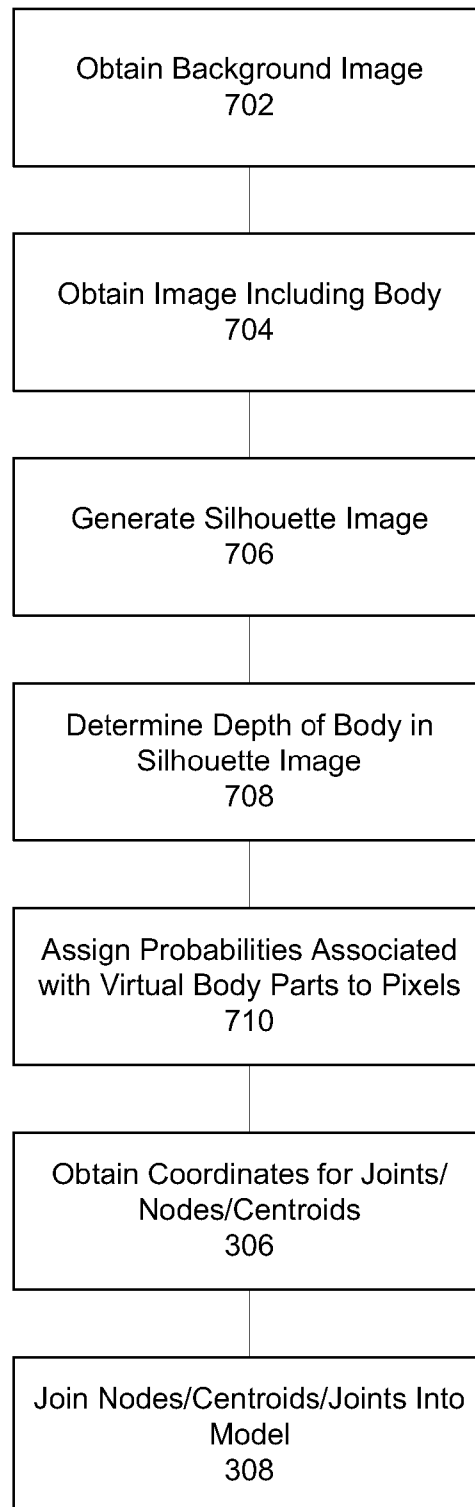 Obtain Background Image
702
Obtain Image Including Body
704
Generate Silhouette Image
706
Determine Depth of Body in
Silhouette Image
708
Assign Probabilities Associated
with Virtual Body Parts to Pixels
710
Obtain Coordinates for Joints/
Nodes/Centroids
306
Join Nodes/Centroids/Joints Into
Model
308